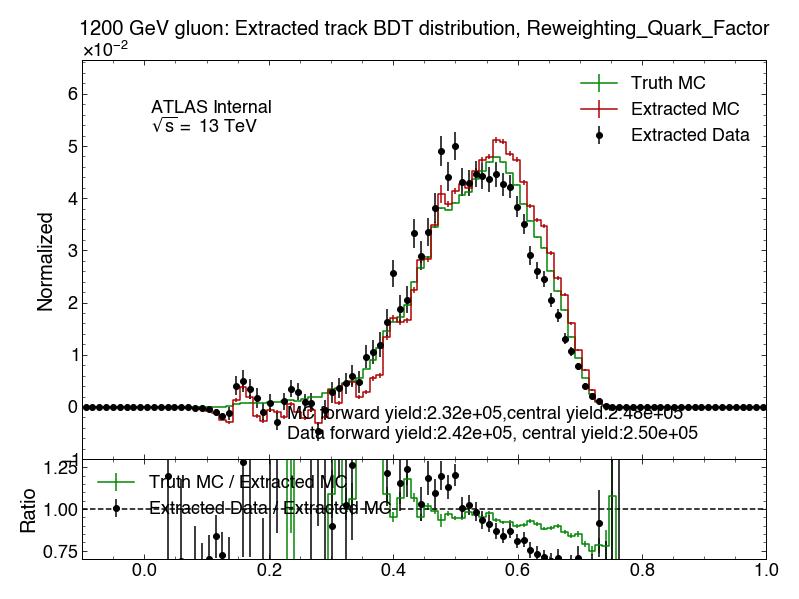 1200 GeV gluon: Extracted track BDT distribution, Reweighting_Quark_Factor
×10⁻²
ATLAS Internal
√s = 13 TeV
Truth MC
Extracted MC
Extracted Data
Normalized
6
5
4
3
2
1
0
1
MC forward yield:2.32e+05,central yield:2.48e+05
Data forward yield:2.42e+05, central yield:2.50e+05
Ratio
1.25
1.00
0.75
Truth MC / Extracted MC
Extracted Data / Extracted MC
0.0 0.2 0.4 0.6 0.8 1.0